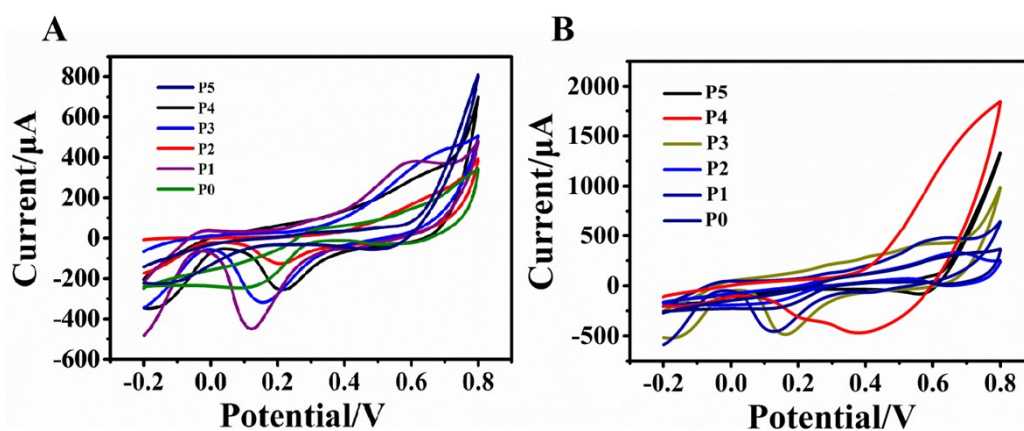 A
Current/μA
800
600
400
200
0
-200
-400
-600
P5
P4
P3
P2
P1
P0
-0.2 0.0 0.2 0.4 0.6 0.8
Potential/V
B
Current/μA
2000
1500
1000
500
0
-500
P5
P4
P3
P2
P1
P0
-0.2 0.0 0.2 0.4 0.6 0.8
Potential/V